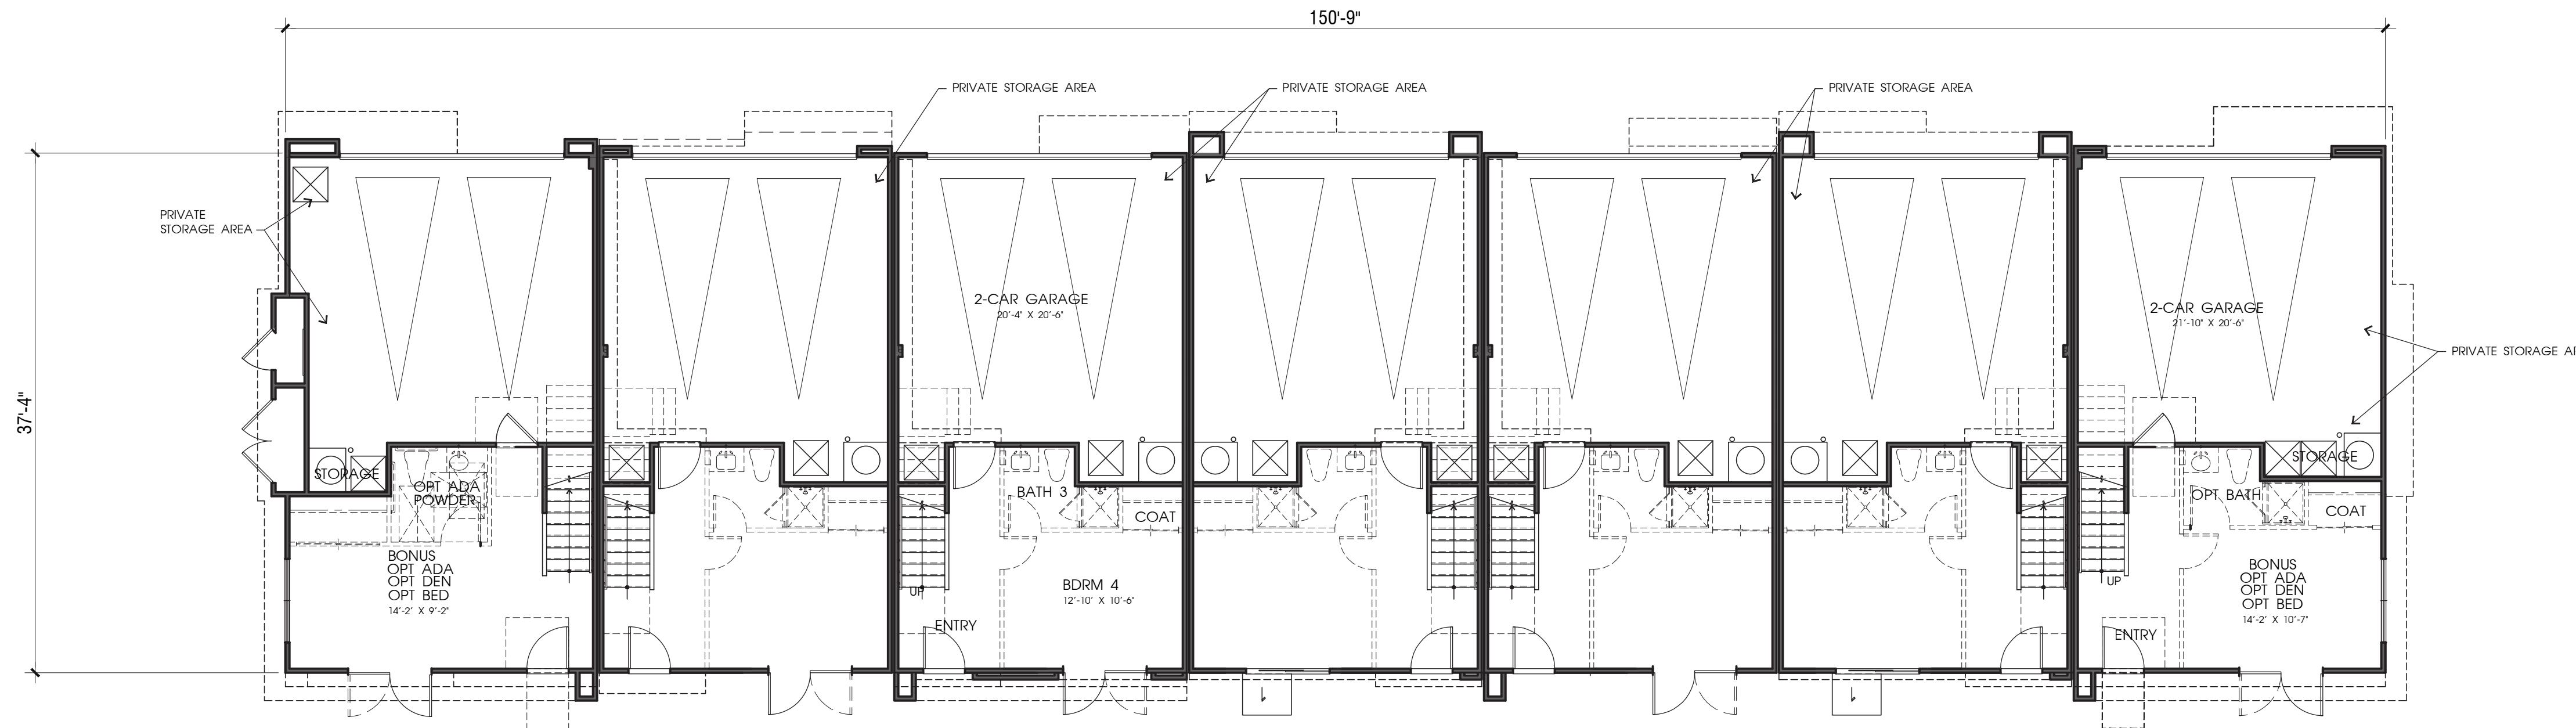 150'-9"
PRIVATE STORAGE AREA
PRIVATE STORAGE AREA
PRIVATE STORAGE AREA
PRIVATE
STORAGE AREA
37'-4"
2-CAR GARAGE
20'-4" X 20'-6"
2-CAR GARAGE
21'-10" X 20'-6"
PRIVATE STORAGE
STORAGE
OPT ADA
POWDER
BATH 3
COAT
STORAGE
OPT BATH
COAT
BONUS
OPT ADA
OPT DEN
OPT BED
14'-2' X 9'-2"
UP
BDRM 4
12'-10' X 10'-6"
ENTRY
UP
BONUS
OPT ADA
OPT DEN
OPT BED
14'-2' X 10'-7"
ENTRY